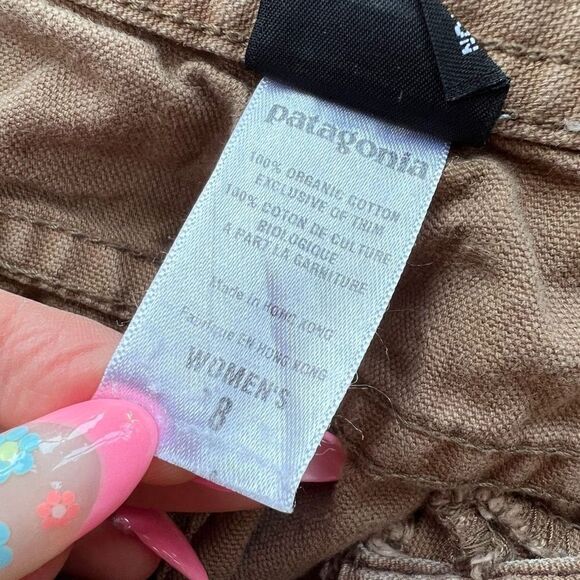 patagonia
100% ORGANIC COTTON
EXCLUSIVE OF TRIM
100% COTON DE CULTURE
BIOLOGIQUE
A PART LA GARNITURE
Made in HONG KONG
Fabriqué EN HONG KONG
WOMEN'S
8